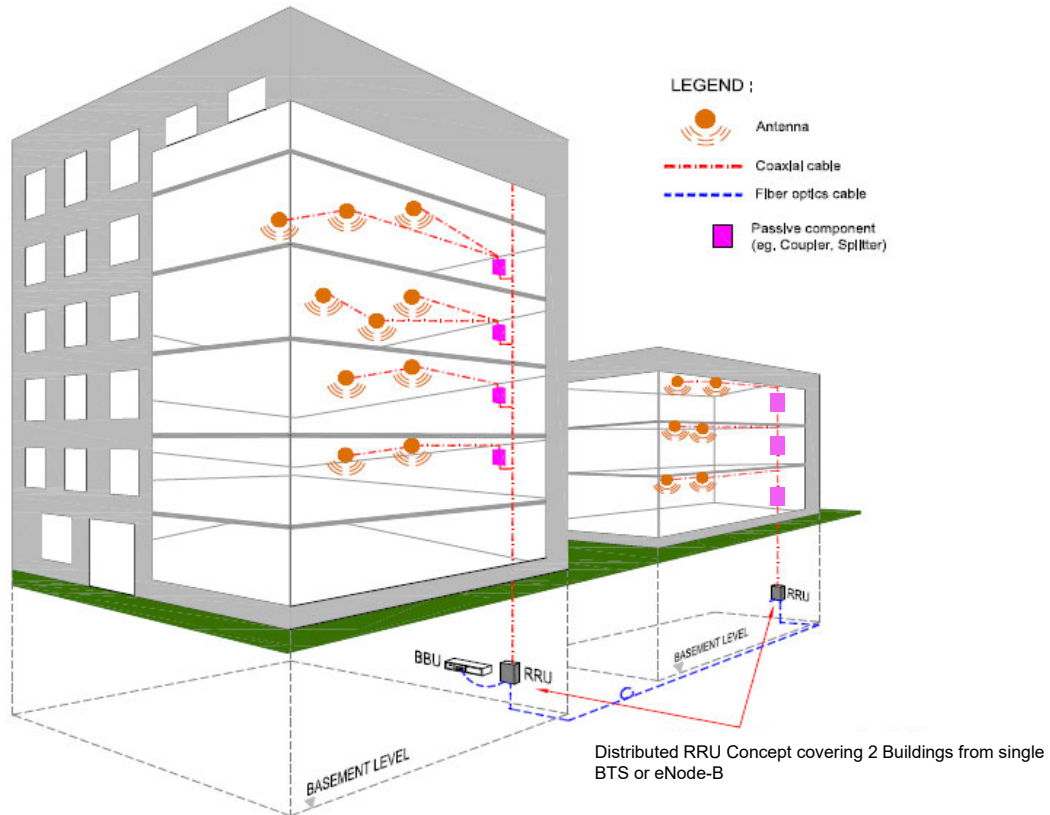 LEGEND :
Antenna
Coaxial cable
Fiber optics cable
Passive component
(eg, Coupler, Splitter)
RRU
BBU
RRU
BASEMENT LEVEL
BASEMENT LEVEL
Distributed RRU Concept covering 2 Buildings from single
BTS or eNode-B